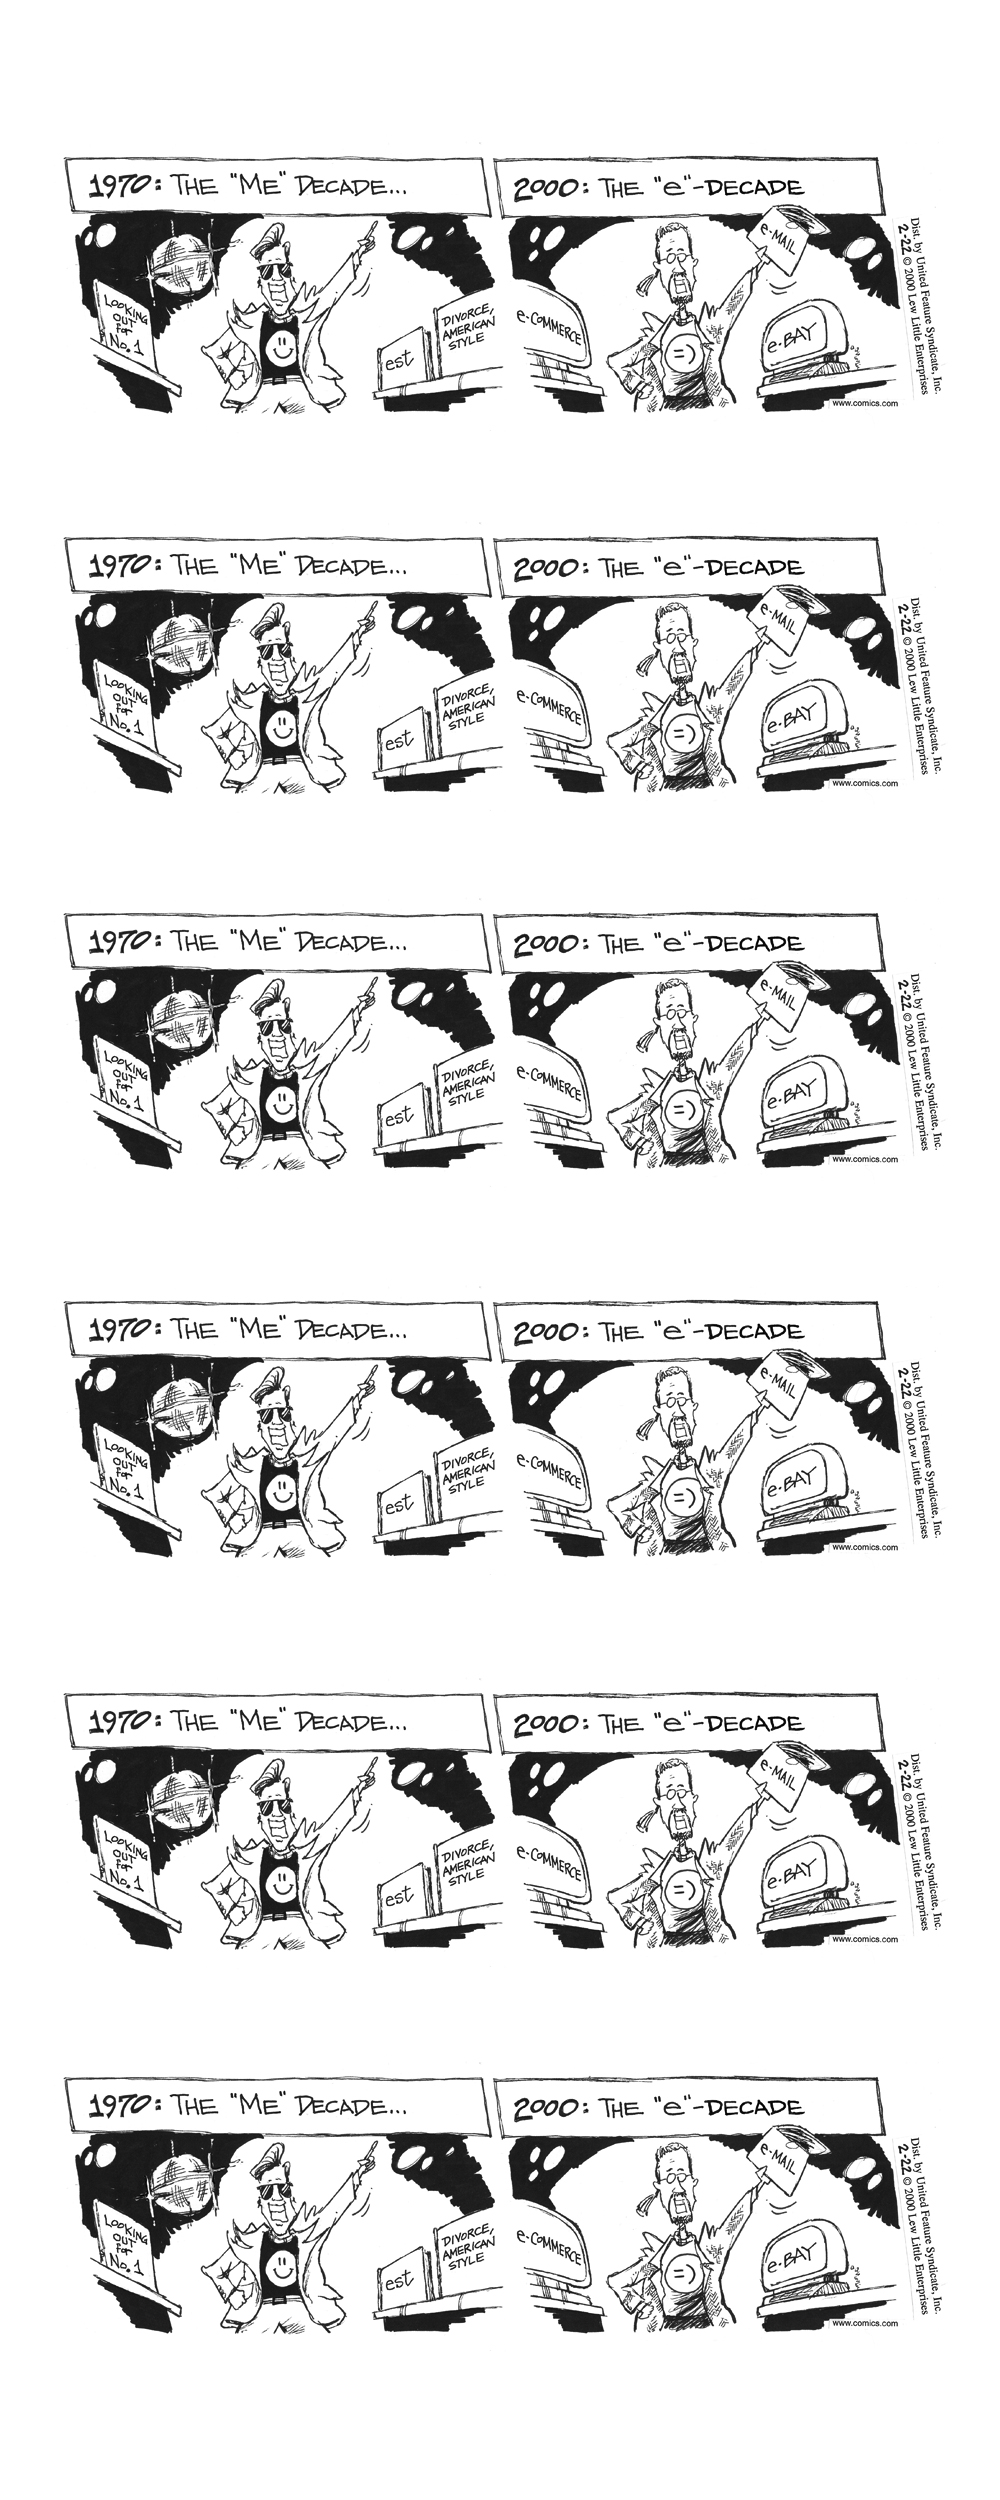 1970: THE "ME" DECADE...
LOOKING
OUT
for
No. 1
est
DIVORCE,
AMERICAN
STYLE
2000: THE "e"-DECADE
e-COMMERCE
e-MAIL
e-BAY
www.comics.com
Dist. by United Feature Syndicate, Inc.
2-22 © 2000 Lew Little Enterprises
1970: THE "ME" DECADE...
LOOKING
OUT
for
No. 1
est
DIVORCE,
AMERICAN
STYLE
2000: THE "e"-DECADE
e-COMMERCE
e-MAIL
e-BAY
www.comics.com
Dist. by United Feature Syndicate, Inc.
2-22 © 2000 Lew Little Enterprises
1970: THE "ME" DECADE...
LOOKING
OUT
for
No. 1
est
DIVORCE,
AMERICAN
STYLE
2000: THE "e"-DECADE
e-COMMERCE
e-MAIL
e-BAY
www.comics.com
Dist. by United Feature Syndicate, Inc.
2-22 © 2000 Lew Little Enterprises
1970: THE "ME" DECADE...
LOOKING
OUT
for
No. 1
est
DIVORCE,
AMERICAN
STYLE
2000: THE "e"-DECADE
e-COMMERCE
e-MAIL
e-BAY
www.comics.com
Dist. by United Feature Syndicate, Inc.
2-22 © 2000 Lew Little Enterprises
1970: THE "ME" DECADE...
LOOKING
OUT
for
No. 1
est
DIVORCE,
AMERICAN
STYLE
2000: THE "e"-DECADE
e-COMMERCE
e-MAIL
e-BAY
www.comics.com
Dist. by United Feature Syndicate, Inc.
2-22 © 2000 Lew Little Enterprises
1970: THE "ME" DECADE...
LOOKING
OUT
for
No. 1
est
DIVORCE,
AMERICAN
STYLE
2000: THE "e"-DECADE
e-COMMERCE
e-MAIL
e-BAY
www.comics.com
Dist. by United Feature Syndicate, Inc.
2-22 © 2000 Lew Little Enterprises